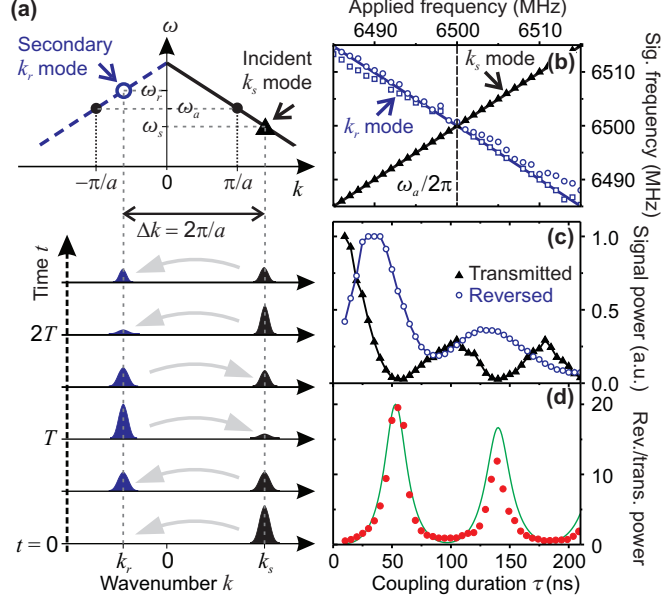 (a)
ω
Secondary
k_r mode
Incident
k_s mode
ω_r
ω_a
ω_s
−π/a
0
π/a
k
Δk = 2π/a
Time t
2T
T
t=0
k_r
0
k_s
Wavenumber k
Applied frequency (MHz)
6490
6500
6510
(b)
k_s mode
k_r mode
ω_a/2π
6510
6500
6490
Sig. frequency (MHz)
(c)
Transmitted
Reversed
1.0
0.5
0.0
Signal power (a.u.)
(d)
20
10
0
Rev./trans. power
0
50
100
150
200
Coupling duration τ (ns)